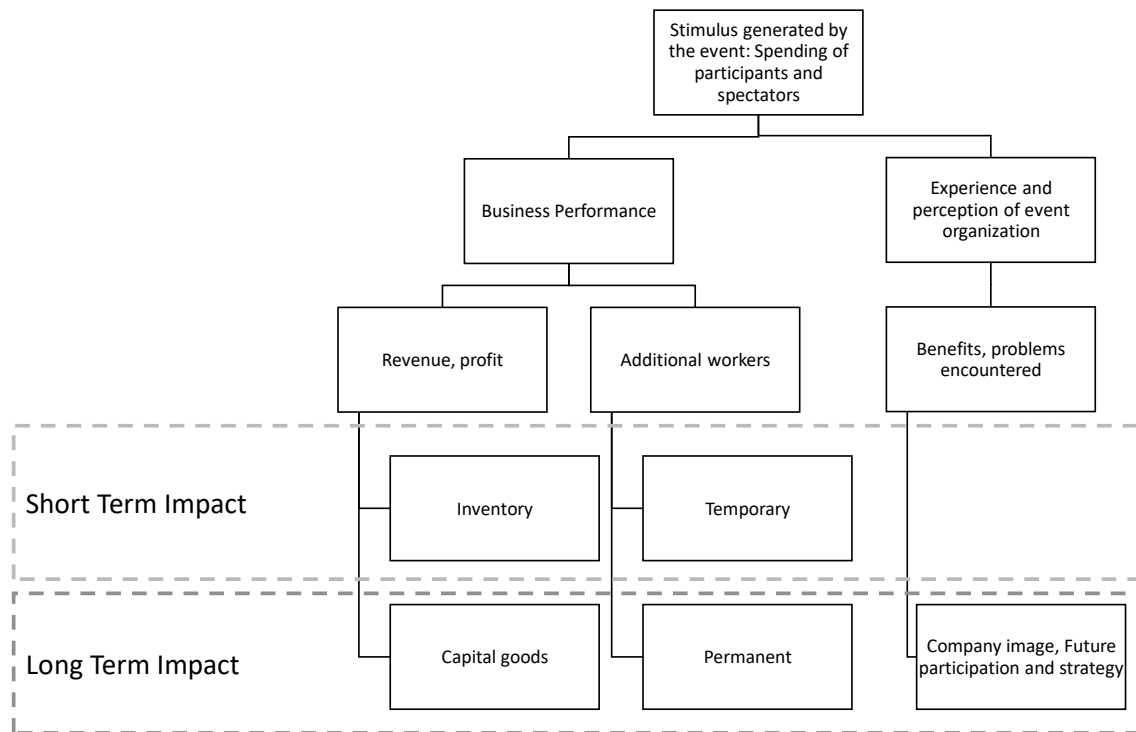 Stimulus generated by
the event: Spending of
participants and
spectators
Business Performance
Experience and
perception of event
organization
Revenue, profit
Additional workers
Benefits, problems
encountered
Short Term Impact
Inventory
Temporary
Long Term Impact
Capital goods
Permanent
Company image, Future
participation and strategy